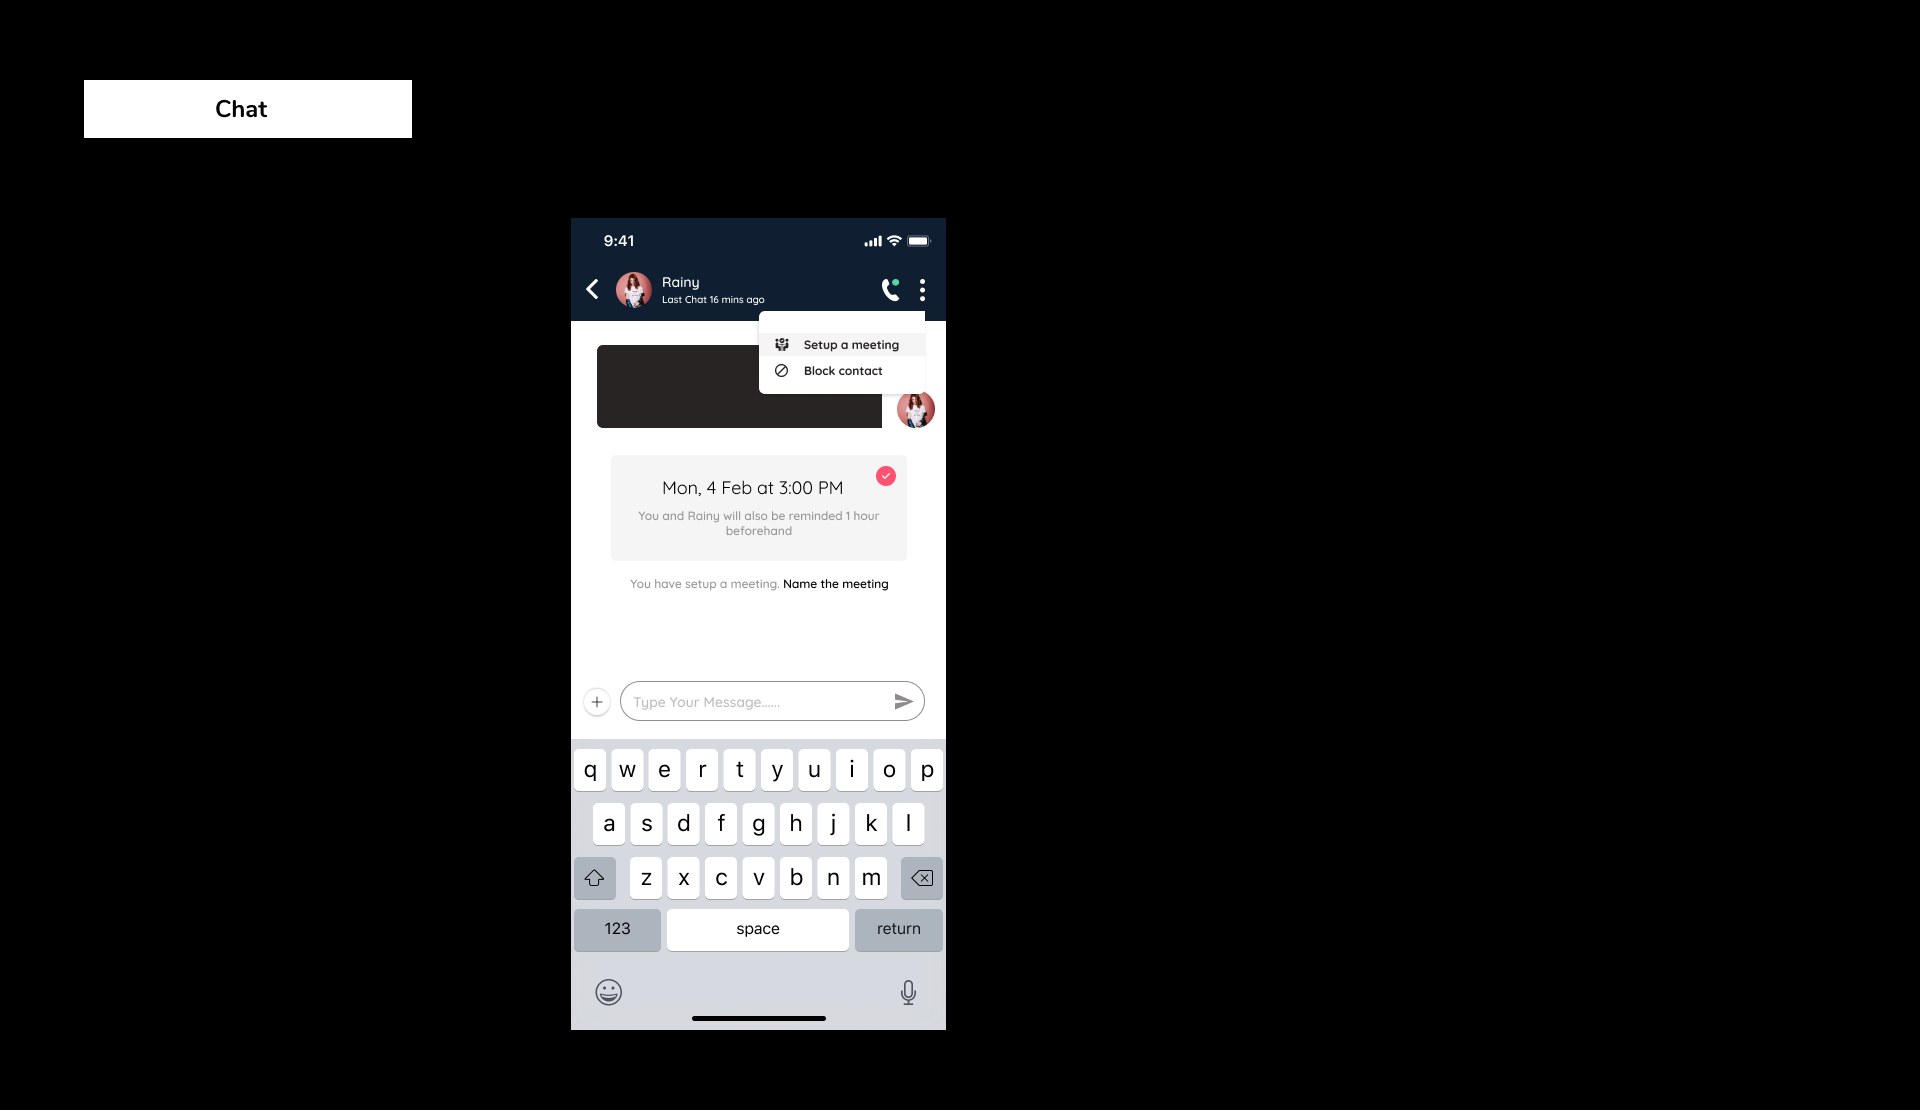 Chat
9:41
Rainy
Last Chat 16 mins ago
Setup a meeting
Block contact
Mon, 4 Feb at 3:00 PM
You and Rainy will also be reminded 1 hour
beforehand
You have setup a meeting. Name the meeting
Type Your Message......
q w e r t y u i o p
a s d f g h j k l
z x c v b n m
123 space return